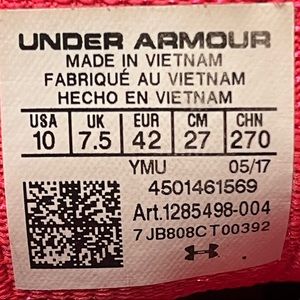 UNDER ARMOUR
MADE IN VIETNAM
FABRIQUÉ AU VIETNAM
HECHO EN VIETNAM
USA UK EUR CM CHN
10 7.5 42 27 270
YMU 05/17
4501461569
Art.1285498-004
7JB808CT00392